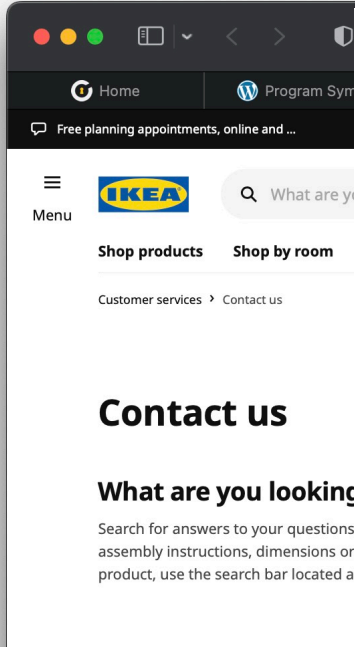 Home
Program Sym
Free planning appointments, online and ...
IKEA
What are yo
Menu
Shop products Shop by room
Customer services > Contact us
Contact us
What are you looking
Search for answers to your questions
assembly instructions, dimensions or
product, use the search bar located a